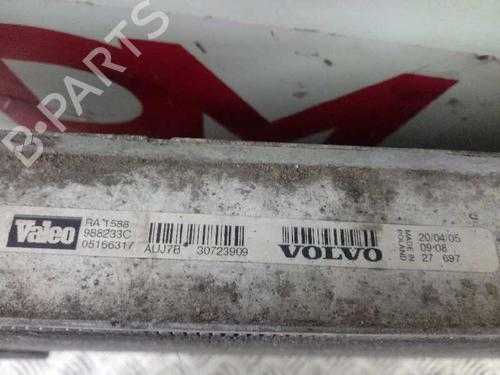 DM
B-PARTS
Valeo
RA 1588
988233C
05166317
AUJ7B 30723909
VOLVO
MADE IN
POLAND
20/04/05
09:08
27 697